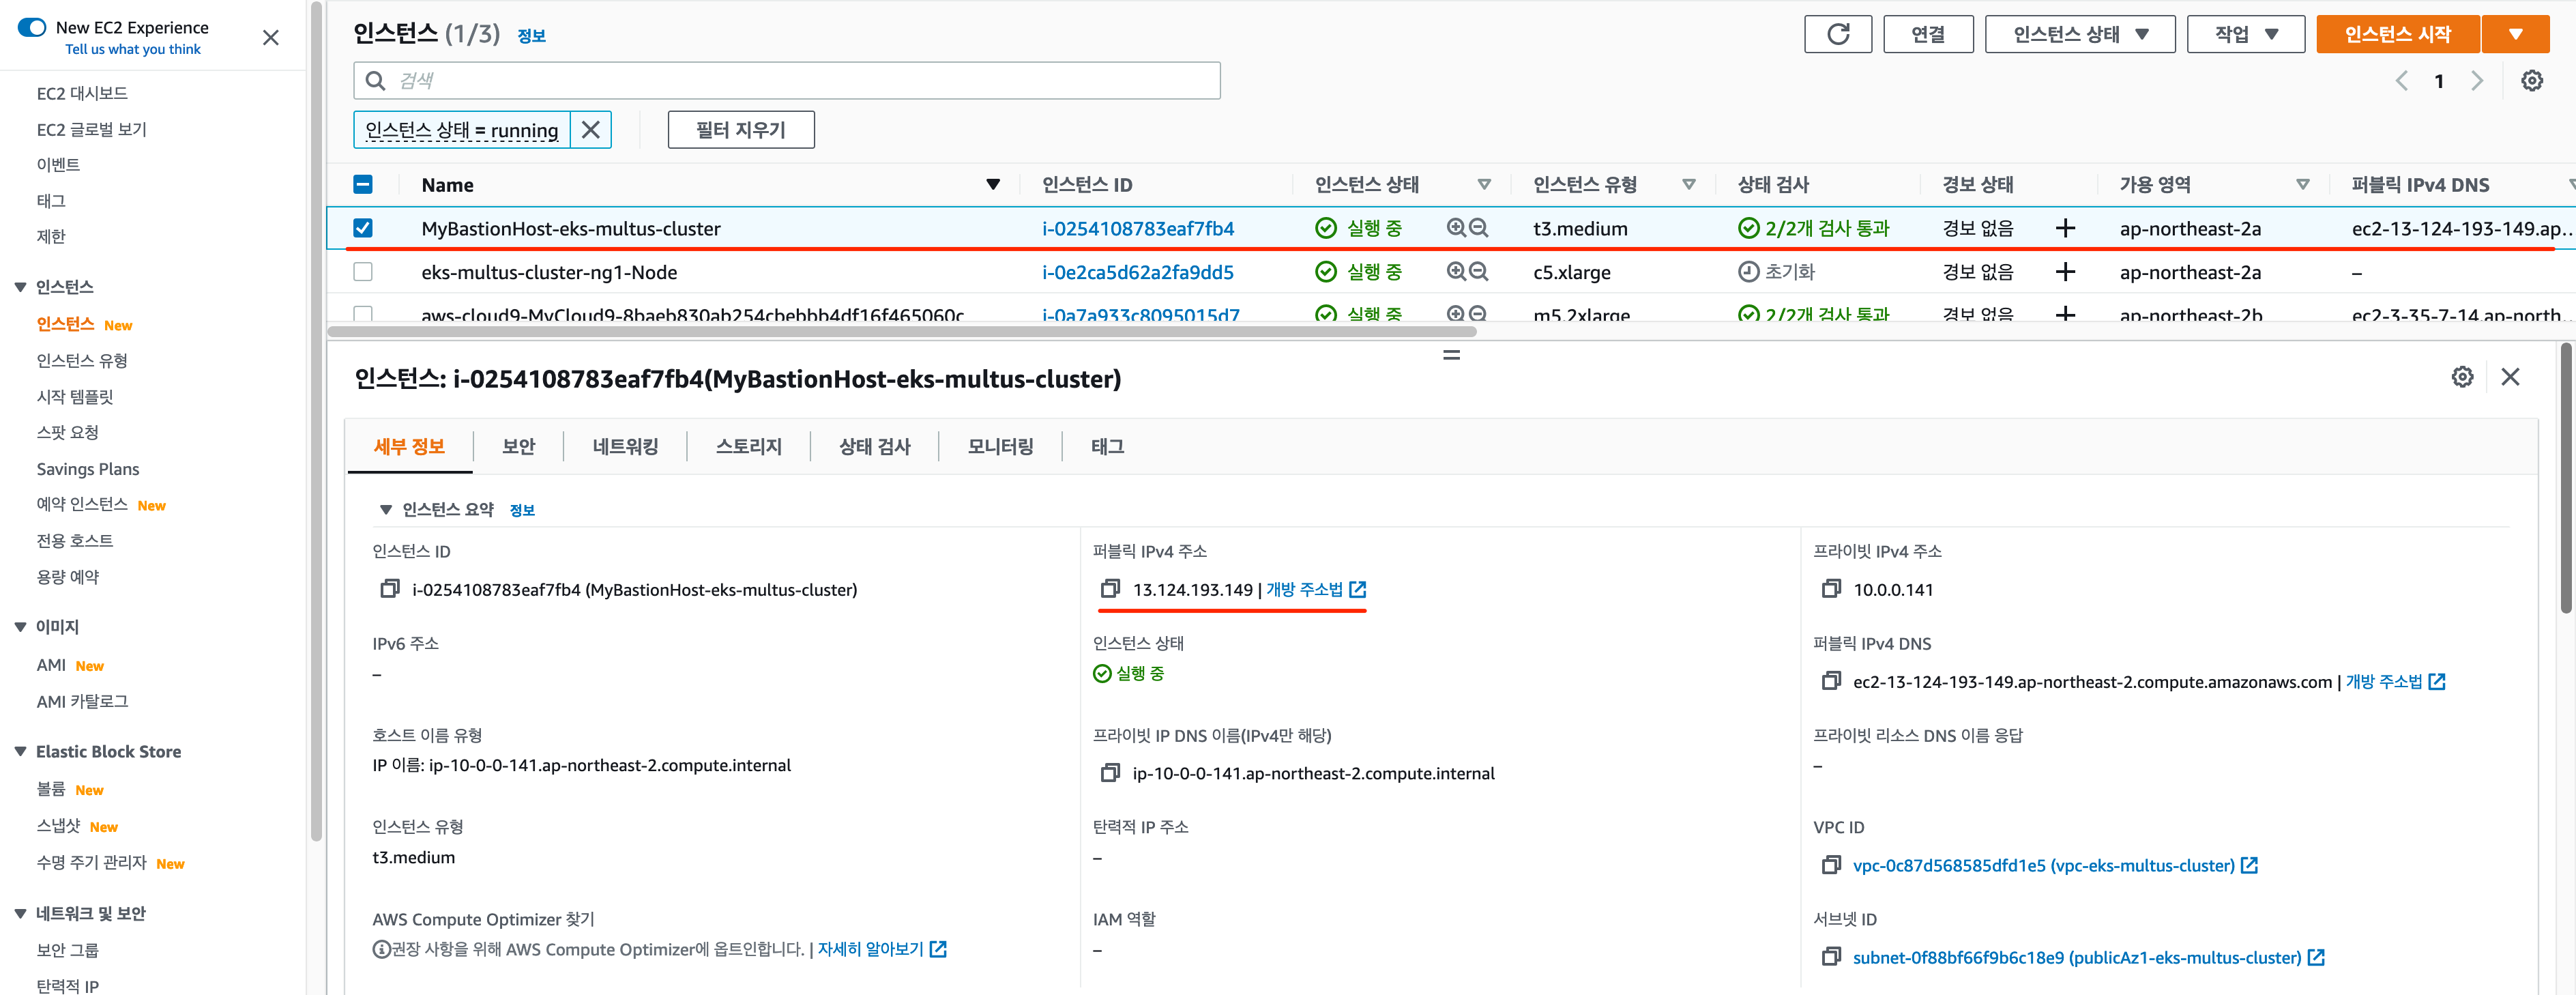 New EC2 Experience
Tell us what you think
EC2 대시보드
EC2 글로벌 보기
이벤트
태그
제한
인스턴스
인스턴스 New
인스턴스 유형
시작 템플릿
스팟 요청
Savings Plans
예약 인스턴스 New
전용 호스트
용량 예약
이미지
AMI New
AMI 카탈로그
Elastic Block Store
볼륨 New
스냅샷 New
수명 주기 관리자 New
네트워크 및 보안
보안 그룹
탄력적 IP
인스턴스 (1/3) 정보
연결 인스턴스 상태 작업 인스턴스 시작
검색
1
인스턴스 상태 = running
필터 지우기
Name 인스턴스 ID 인스턴스 상태 인스턴스 유형 상태 검사 경보 상태 가용 영역 퍼블릭 IPv4 DNS
MyBastionHost-eks-multus-cluster i-0254108783eaf7fb4 실행 중 t3.medium 2/2개 검사 통과 경보 없음 ap-northeast-2a ec2-13-124-193-149.ap...
eks-multus-cluster-ng1-Node i-0e2ca5d62a2fa9dd5 실행 중 c5.xlarge 초기화 경보 없음 ap-northeast-2a –
aws-cloud9-MyCloud9-8baeb830ab254cbebbb4df16f465060c i-0a7a933c8095015d7 실행 중 m5.2xlarge 2/2개 검사 통과 경보 없음 ap-northeast-2b ec2-3-35-7-14.ap-north...
인스턴스: i-0254108783eaf7fb4(MyBastionHost-eks-multus-cluster)
세부 정보 보안 네트워킹 스토리지 상태 검사 모니터링 태그
인스턴스 요약 정보
인스턴스 ID
i-0254108783eaf7fb4 (MyBastionHost-eks-multus-cluster)
퍼블릭 IPv4 주소
13.124.193.149 | 개방 주소법
프라이빗 IPv4 주소
10.0.0.141
IPv6 주소
–
인스턴스 상태
실행 중
퍼블릭 IPv4 DNS
ec2-13-124-193-149.ap-northeast-2.compute.amazonaws.com | 개방 주소법
호스트 이름 유형
IP 이름: ip-10-0-0-141.ap-northeast-2.compute.internal
프라이빗 IP DNS 이름(IPv4만 해당)
ip-10-0-0-141.ap-northeast-2.compute.internal
프라이빗 리소스 DNS 이름 응답
–
인스턴스 유형
t3.medium
탄력적 IP 주소
–
VPC ID
vpc-0c87d568585dfd1e5 (vpc-eks-multus-cluster)
AWS Compute Optimizer 찾기
권장 사항을 위해 AWS Compute Optimizer에 옵트인합니다. | 자세히 알아보기
IAM 역할
–
서브넷 ID
subnet-0f88bf66f9b6c18e9 (publicAz1-eks-multus-cluster)